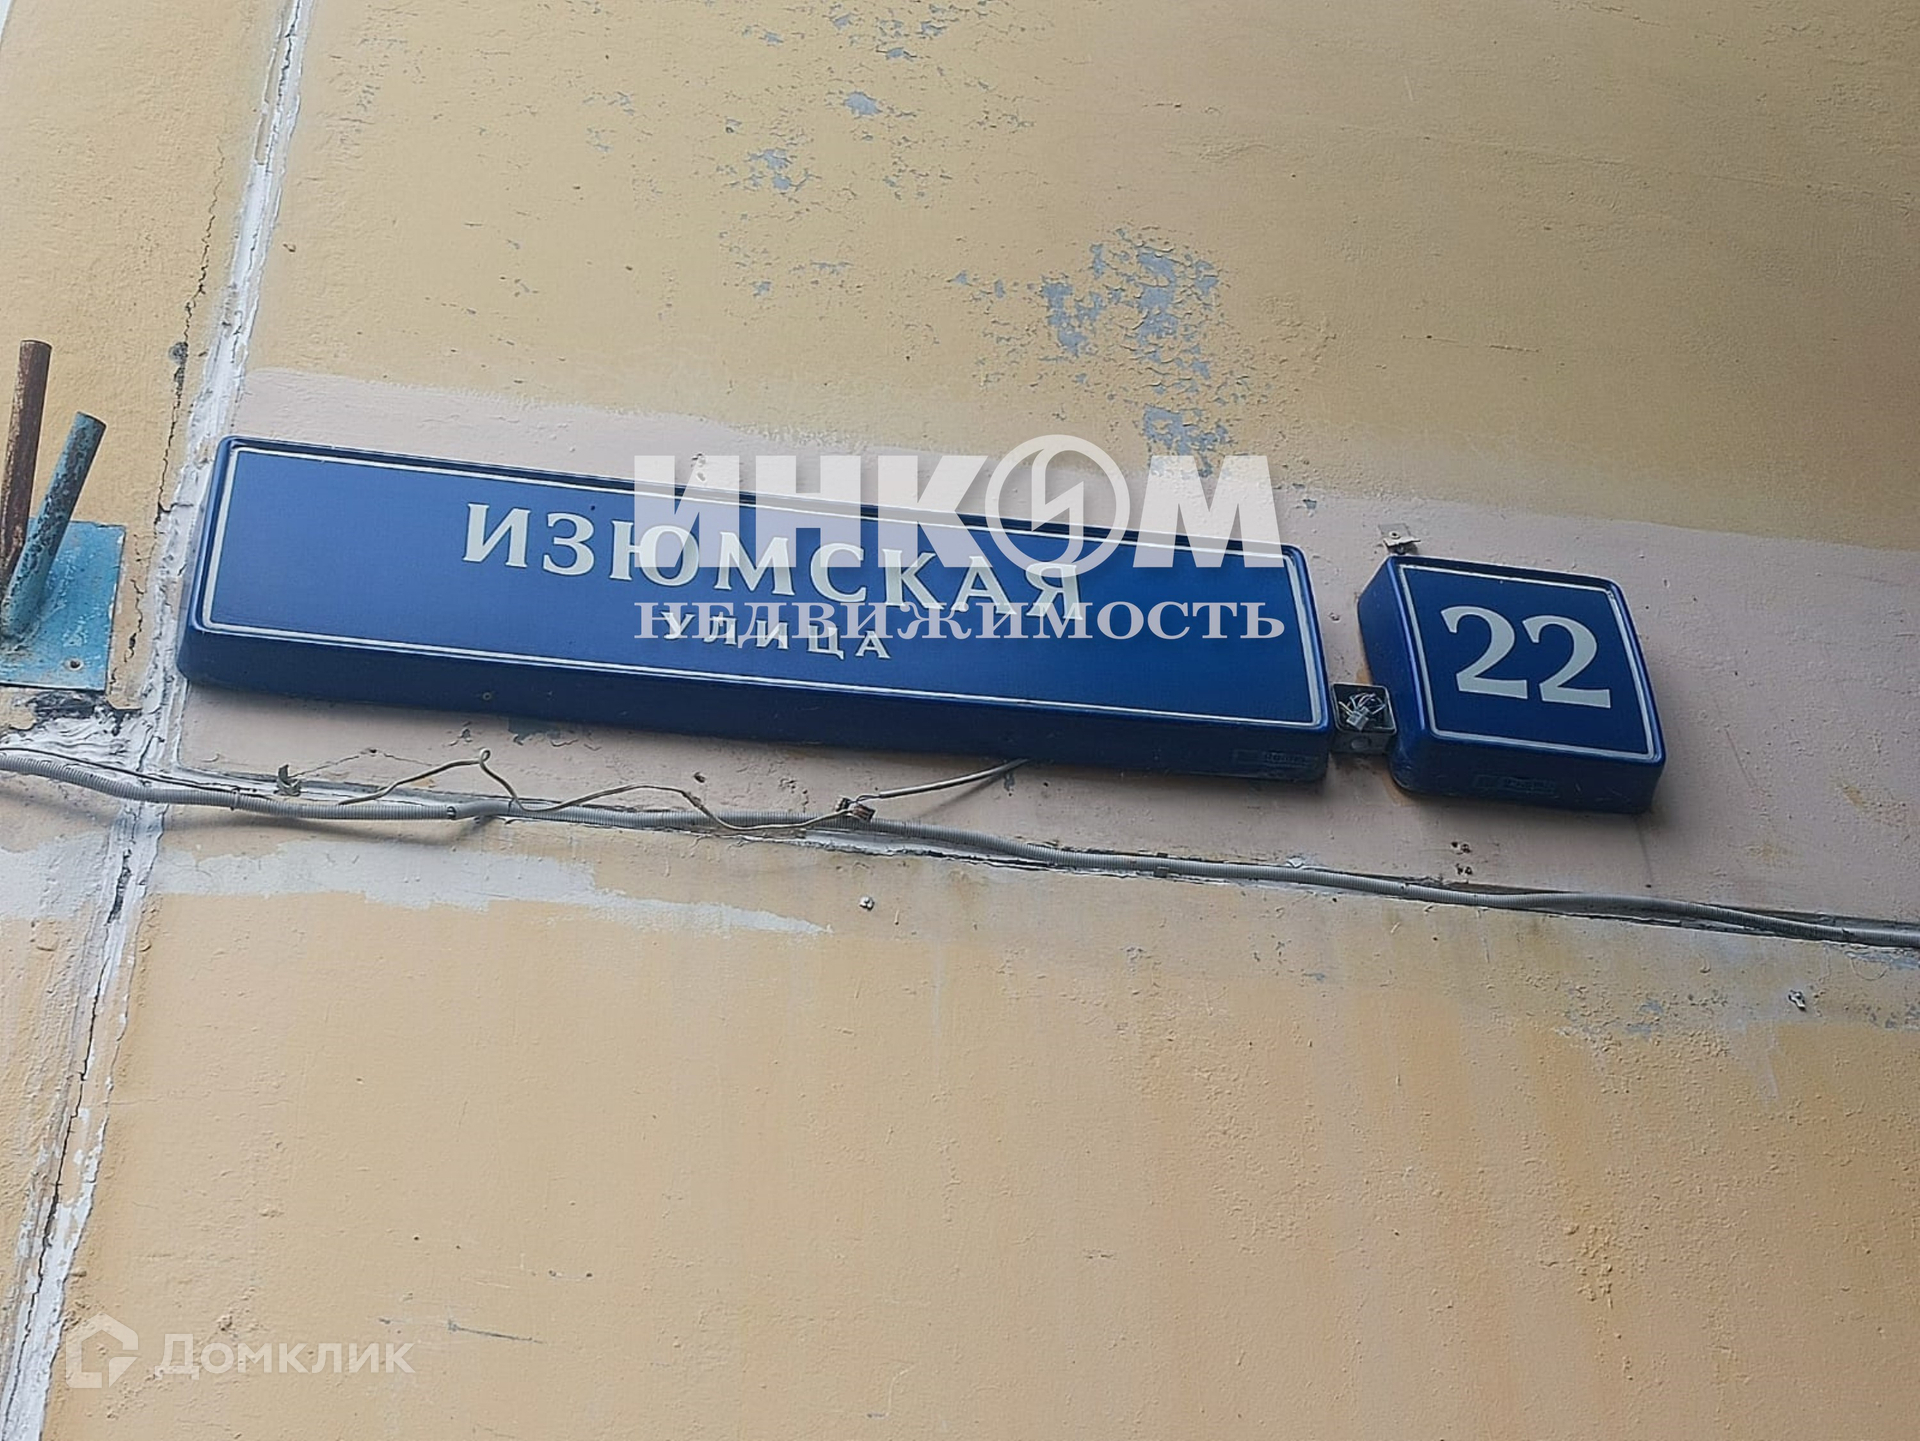 ИНКОМ
ИЗЮМСКАЯ
НЕДВИЖИМОСТЬ
УЛИЦА
22
Домклик